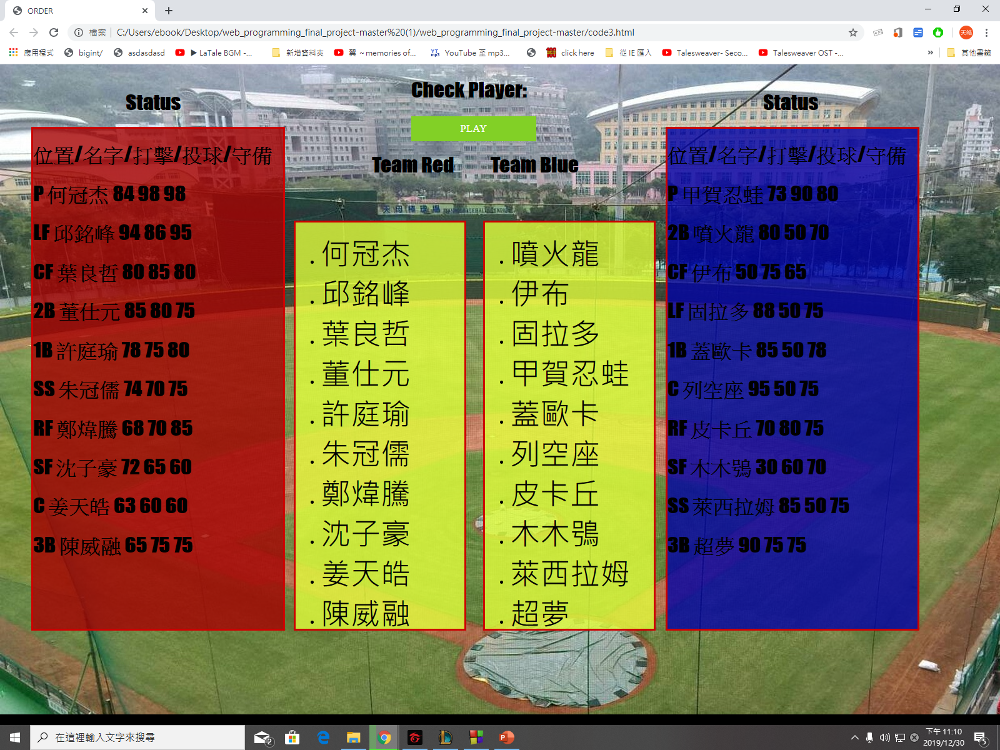 ORDER
檔案
C:/Users/ebook/Desktop/web_programming_final_project-master%20(1)/web_programming_final_project-master/code3.html
天皓
應用程式
bigint/
asdasdasd
▶ LaTale BGM -...
新增資料夾
翼 ~ memories of...
YouTube 至 mp3...
click here
從 IE 匯入
Talesweaver- Seco...
Talesweaver OST -...
»
其他書籤
Check Player:
PLAY
Team Red
Team Blue
Status
位置/名字/打擊/投球/守備
P 何冠杰 84 98 98
LF 邱銘峰 94 86 95
CF 葉良哲 80 85 80
2B 董仕元 85 80 75
1B 許庭瑜 78 75 80
SS 朱冠儒 74 70 75
RF 鄭煒騰 68 70 85
SF 沈子豪 72 65 60
C 姜天皓 63 60 60
3B 陳威融 65 75 75
. 何冠杰
. 邱銘峰
. 葉良哲
. 董仕元
. 許庭瑜
. 朱冠儒
. 鄭煒騰
. 沈子豪
. 姜天皓
. 陳威融
. 噴火龍
. 伊布
. 固拉多
. 甲賀忍蛙
. 蓋歐卡
. 列空座
. 皮卡丘
. 木木鴞
. 萊西拉姆
. 超夢
Status
位置/名字/打擊/投球/守備
P 甲賀忍蛙 73 90 80
2B 噴火龍 80 50 70
CF 伊布 50 75 65
LF 固拉多 88 50 75
1B 蓋歐卡 85 50 78
C 列空座 95 50 75
RF 皮卡丘 70 80 75
SF 木木鴞 30 60 70
SS 萊西拉姆 85 50 75
3B 超夢 90 75 75
天母棒球場
在這裡輸入文字來搜尋
2
下午 11:10
2019/12/30
5